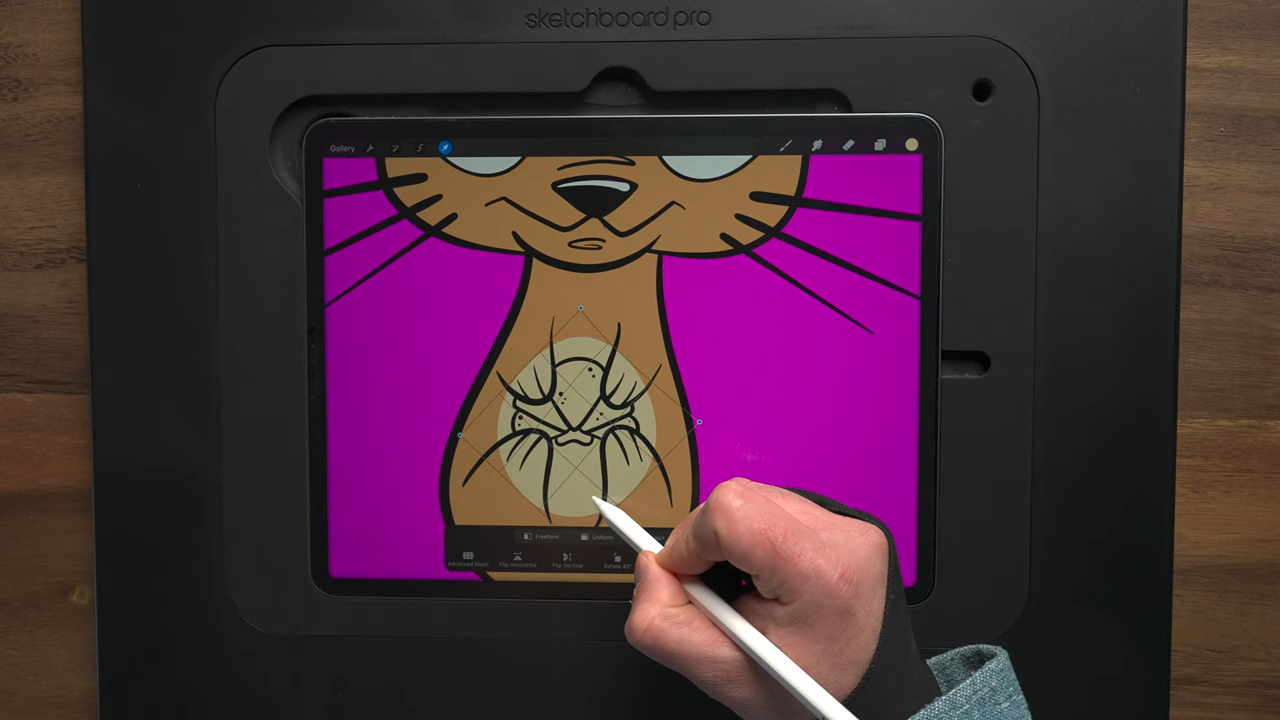 sketchboard pro
Gallery
Freeform
Uniform
Advanced Mesh
Flip Horizontal
Flip Vertical
Rotate 45°